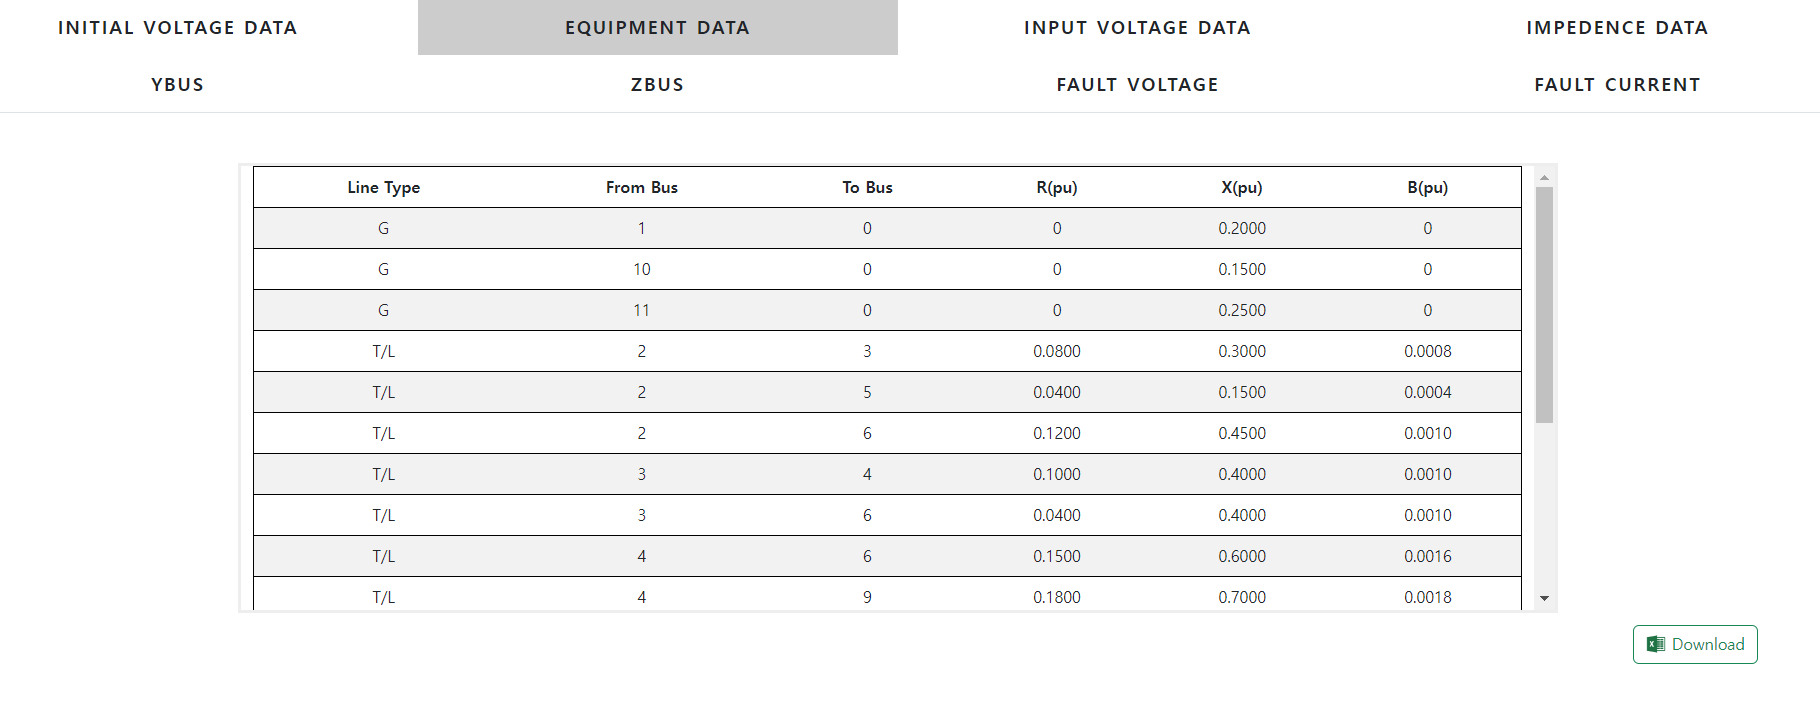 INITIAL VOLTAGE DATA EQUIPMENT DATA INPUT VOLTAGE DATA IMPEDENCE DATA
YBUS ZBUS FAULT VOLTAGE FAULT CURRENT
Line Type From Bus To Bus R(pu) X(pu) B(pu)
G 1 0 0 0.2000 0
G 10 0 0 0.1500 0
G 11 0 0 0.2500 0
T/L 2 3 0.0800 0.3000 0.0008
T/L 2 5 0.0400 0.1500 0.0004
T/L 2 6 0.1200 0.4500 0.0010
T/L 3 4 0.1000 0.4000 0.0010
T/L 3 6 0.0400 0.4000 0.0010
T/L 4 6 0.1500 0.6000 0.0016
T/L 4 9 0.1800 0.7000 0.0018
Download